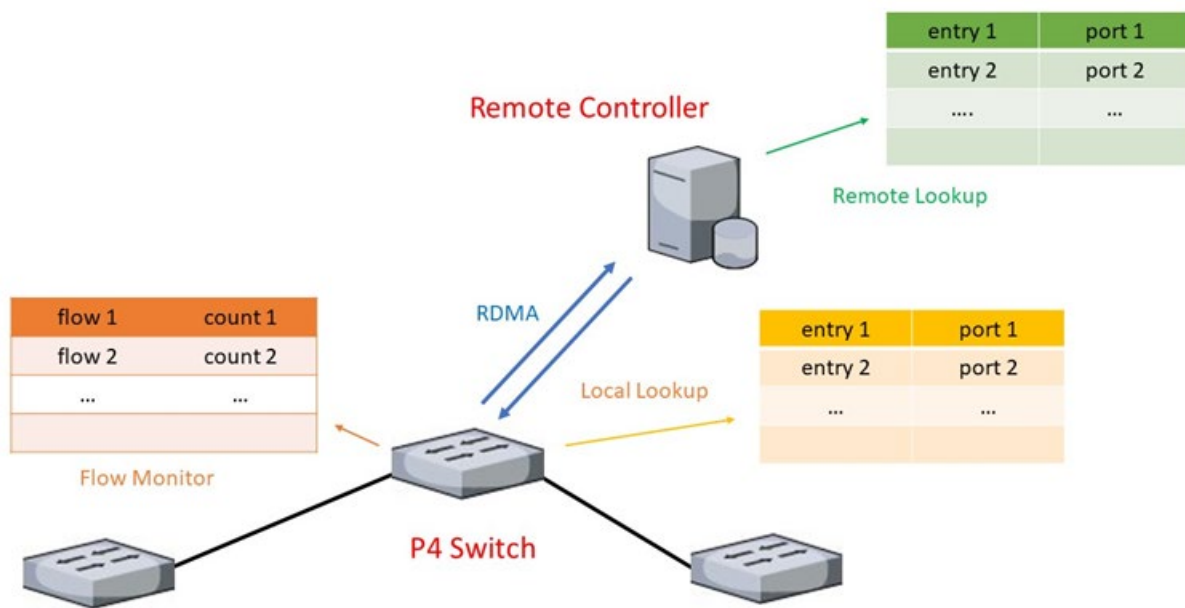 entry 1 port 1
entry 2 port 2
.... ...
Remote Controller
Remote Lookup
RDMA
flow 1 count 1
flow 2 count 2
... ...
Flow Monitor
entry 1 port 1
entry 2 port 2
... ...
Local Lookup
P4 Switch